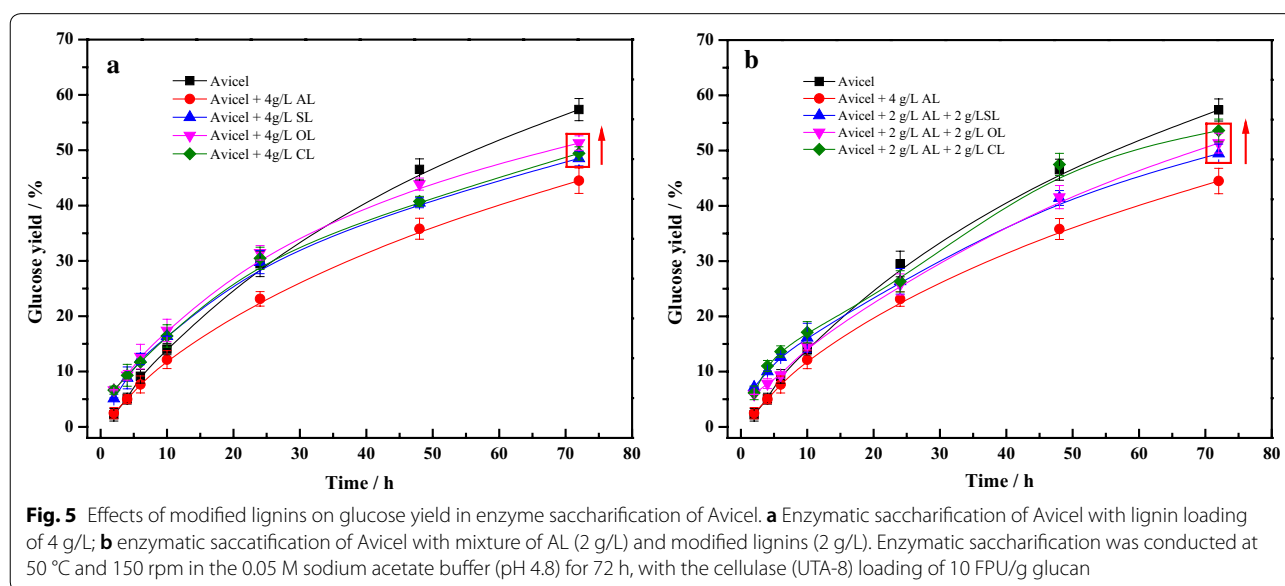 a
Avicel
Avicel + 4g/L AL
Avicel + 4g/L SL
Avicel + 4g/L OL
Avicel + 4g/L CL
70
60
50
40
30
20
10
0
Glucose yield / %
0 10 20 30 40 50 60 70 80
Time / h
b
Avicel
Avicel + 4 g/L AL
Avicel + 2 g/L AL + 2 g/LSL
Avicel + 2 g/L AL + 2 g/L OL
Avicel + 2 g/L AL + 2 g/L CL
70
60
50
40
30
20
10
0
Glucose yield / %
0 10 20 30 40 50 60 70 80
Time / h
Fig. 5 Effects of modified lignins on glucose yield in enzyme saccharification of Avicel. a Enzymatic saccharification of Avicel with lignin loading
of 4 g/L; b enzymatic saccatification of Avicel with mixture of AL (2 g/L) and modified lignins (2 g/L). Enzymatic saccharification was conducted at
50 °C and 150 rpm in the 0.05 M sodium acetate buffer (pH 4.8) for 72 h, with the cellulase (UTA-8) loading of 10 FPU/g glucan